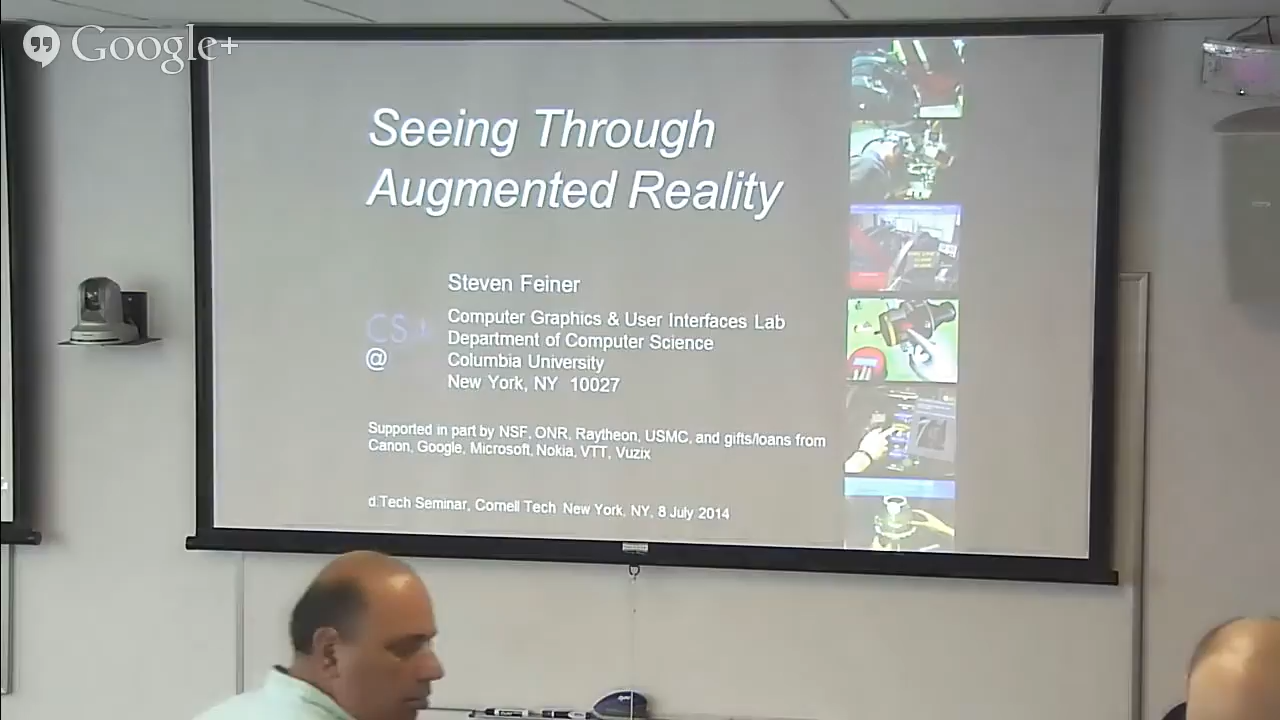 Google+
Seeing Through
Augmented Reality
Steven Feiner
CS
@
Computer Graphics & User Interfaces Lab
Department of Computer Science
Columbia University
New York, NY 10027
Supported in part by NSF, ONR, Raytheon, USMC, and gifts/loans from
Canon, Google, Microsoft, Nokia, VTT, Vuzix
d.Tech Seminar, Cornell Tech New York, NY, 8 July 2014